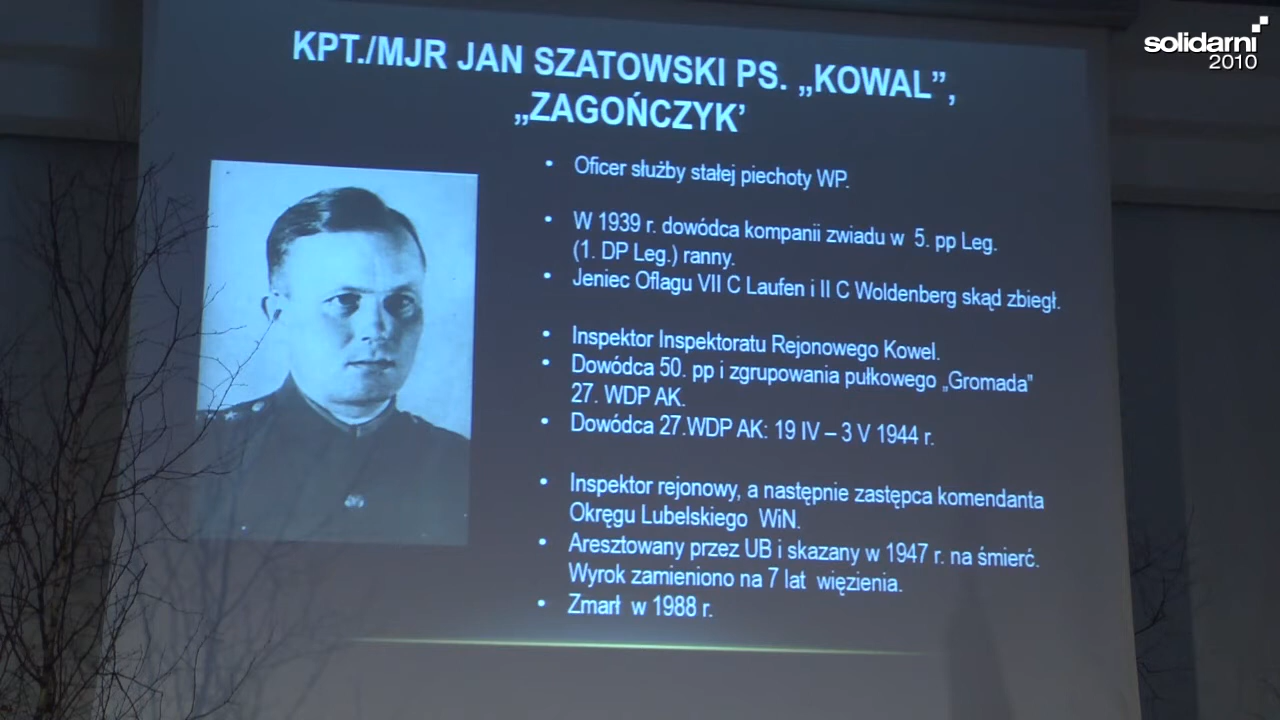 solidarni
2010
KPT./MJR JAN SZATOWSKI PS. „KOWAL”,
„ZAGOŃCZYK’
• Oficer służby stałej piechoty WP.
• W 1939 r. dowódca kompanii zwiadu w 5. pp Leg.
(1. DP Leg.) ranny.
• Jeniec Oflagu VII C Laufen i II C Woldenberg skąd zbiegł.
• Inspektor Inspektoratu Rejonowego Kowel.
• Dowódca 50. pp i zgrupowania pułkowego „Gromada"
27. WDP AK.
• Dowódca 27.WDP AK: 19 IV – 3 V 1944 r.
• Inspektor rejonowy, a następnie zastępca komendanta
Okręgu Lubelskiego WiN.
• Aresztowany przez UB i skazany w 1947 r. na śmierć.
Wyrok zamieniono na 7 lat więzienia.
• Zmarł w 1988 r.